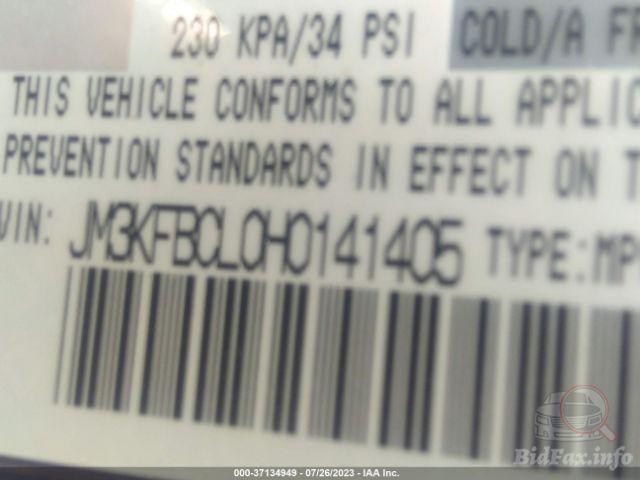 230 KPA/34 PSI COLD/A FR
THIS VEHICLE CONFORMS TO ALL APPLIC
PREVENTION STANDARDS IN EFFECT ON T
VIN: JM3KFBCL0H0141405 TYPE:MP
BidFax.info
000-37134949 - 07/26/2023 - IAA Inc.